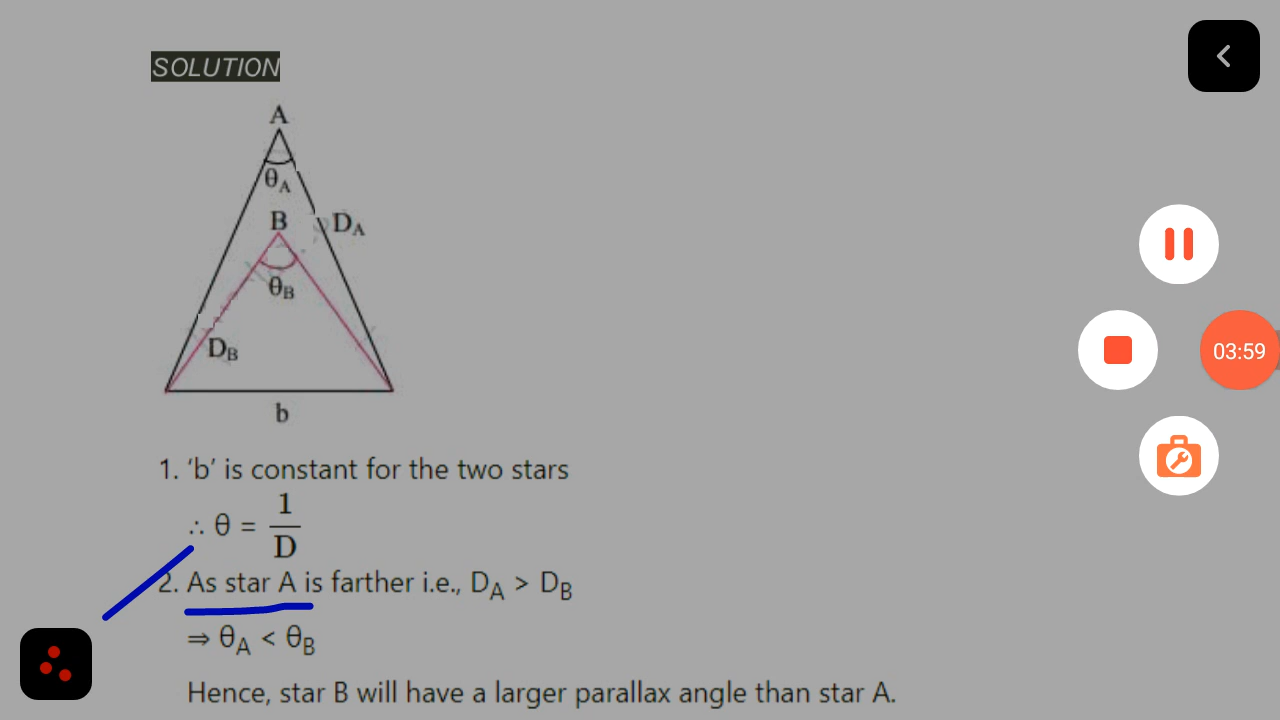 SOLUTION
A
θA
B
DA
θB
DB
b
1. ‘b’ is constant for the two stars
∴ θ = 1/D
2. As star A is farther i.e., DA > DB
⇒ θA < θB
Hence, star B will have a larger parallax angle than star A.
03:59